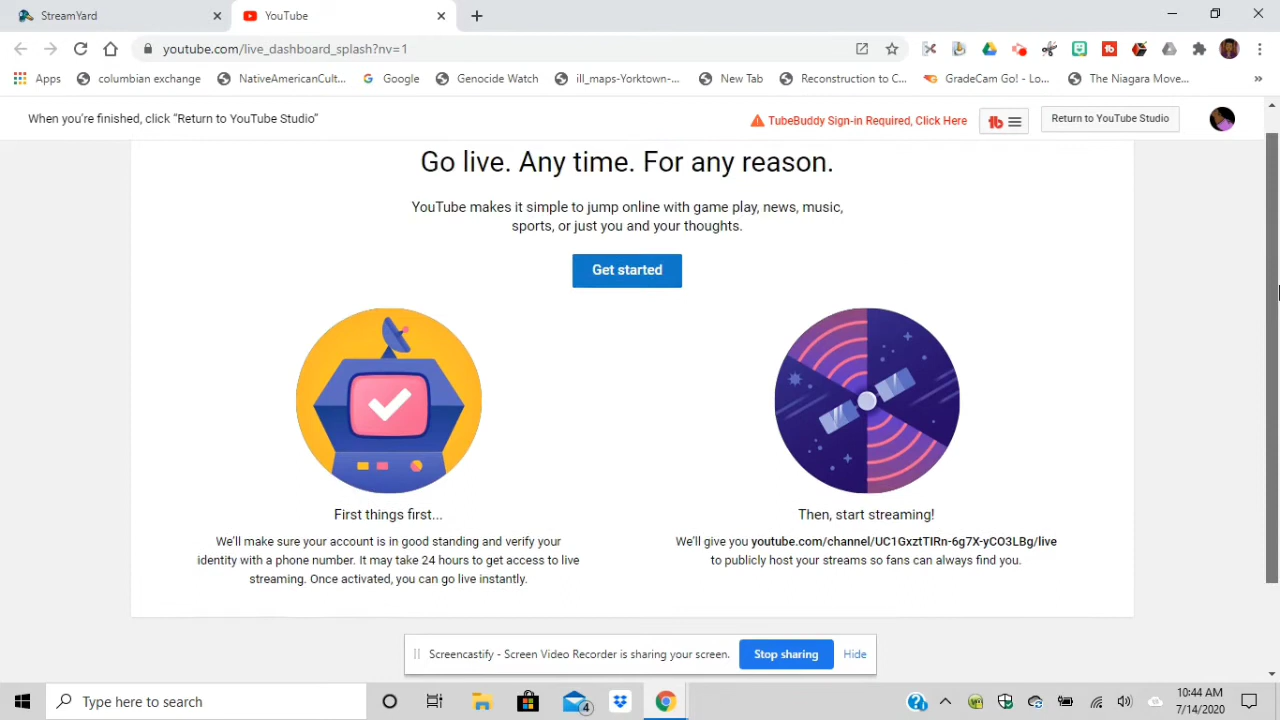 StreamYard
YouTube
youtube.com/live_dashboard_splash?nv=1
Apps
columbian exchange
NativeAmericanCult...
Google
Genocide Watch
ill_maps-Yorktown-...
New Tab
Reconstruction to C...
GradeCam Go! - Lo...
The Niagara Move...
When you're finished, click "Return to YouTube Studio"
TubeBuddy Sign-in Required, Click Here
Return to YouTube Studio
Go live. Any time. For any reason.
YouTube makes it simple to jump online with game play, news, music,
sports, or just you and your thoughts.
Get started
First things first...
We'll make sure your account is in good standing and verify your
identity with a phone number. It may take 24 hours to get access to live
streaming. Once activated, you can go live instantly.
Then, start streaming!
We'll give you youtube.com/channel/UC1GxztTIRn-6g7X-yCO3LBg/live
to publicly host your streams so fans can always find you.
Screencastify - Screen Video Recorder is sharing your screen.
Stop sharing
Hide
Type here to search
4
10:44 AM
7/14/2020